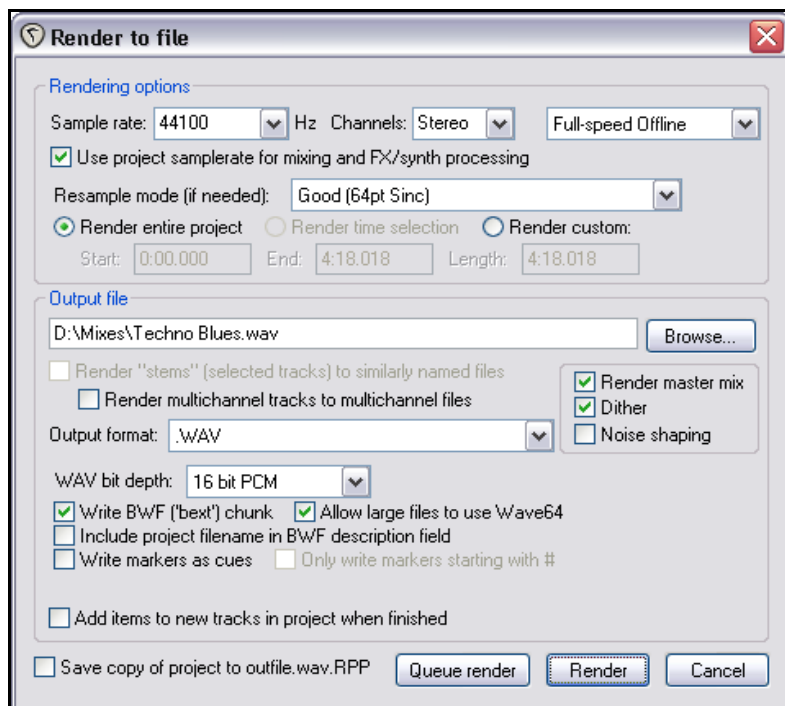 Render to file
Rendering options
Sample rate: 44100 Hz Channels: Stereo Full-speed Offline
Use project samplerate for mixing and FX/synth processing
Resample mode (if needed): Good (64pt Sinc)
Render entire project Render time selection Render custom:
Start: 0:00.000 End: 4:18.018 Length: 4:18.018
Output file
D:\Mixes\Techno Blues.wav Browse...
Render "stems" (selected tracks) to similarly named files
Render master mix
Render multichannel tracks to multichannel files
Dither
Output format: .WAV
Noise shaping
WAV bit depth: 16 bit PCM
Write BWF ('bext') chunk Allow large files to use Wave64
Include project filename in BWF description field
Write markers as cues Only write markers starting with #
Add items to new tracks in project when finished
Save copy of project to outfile.wav.RPP Queue render Render Cancel